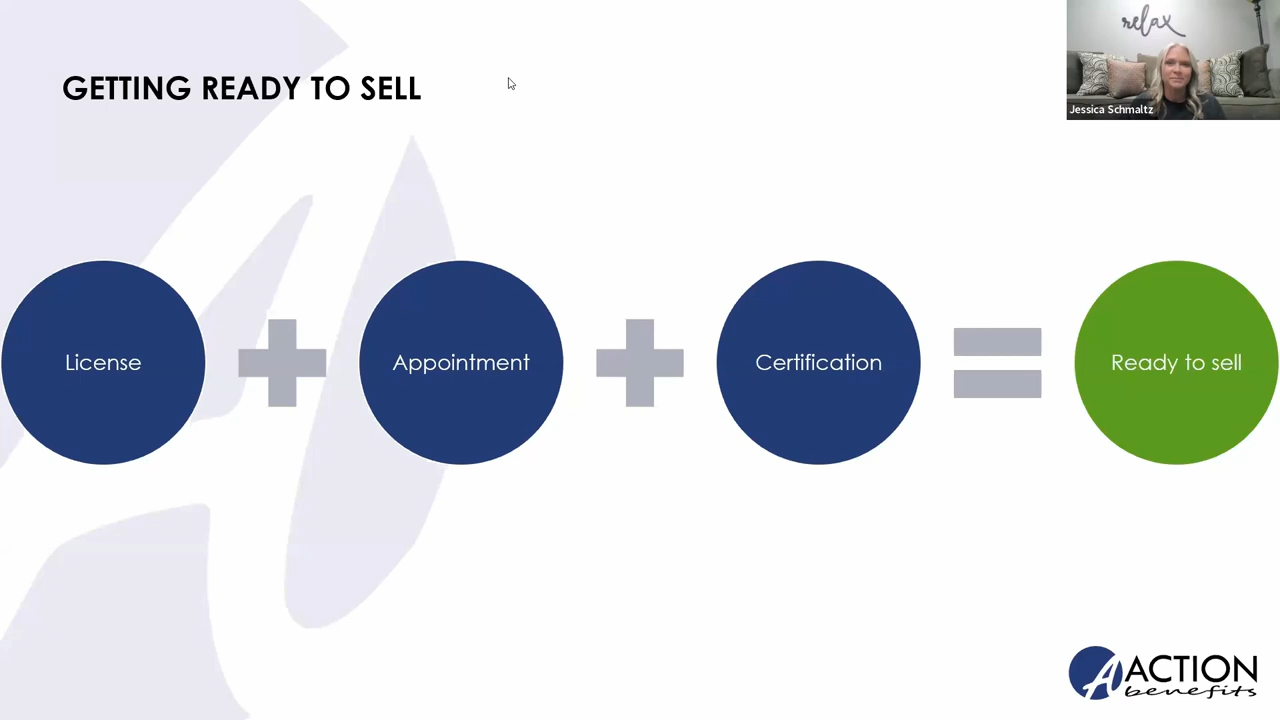 relax
Jessica Schmaltz
GETTING READY TO SELL
License
Appointment
Certification
Ready to sell
A ACTION
benefits